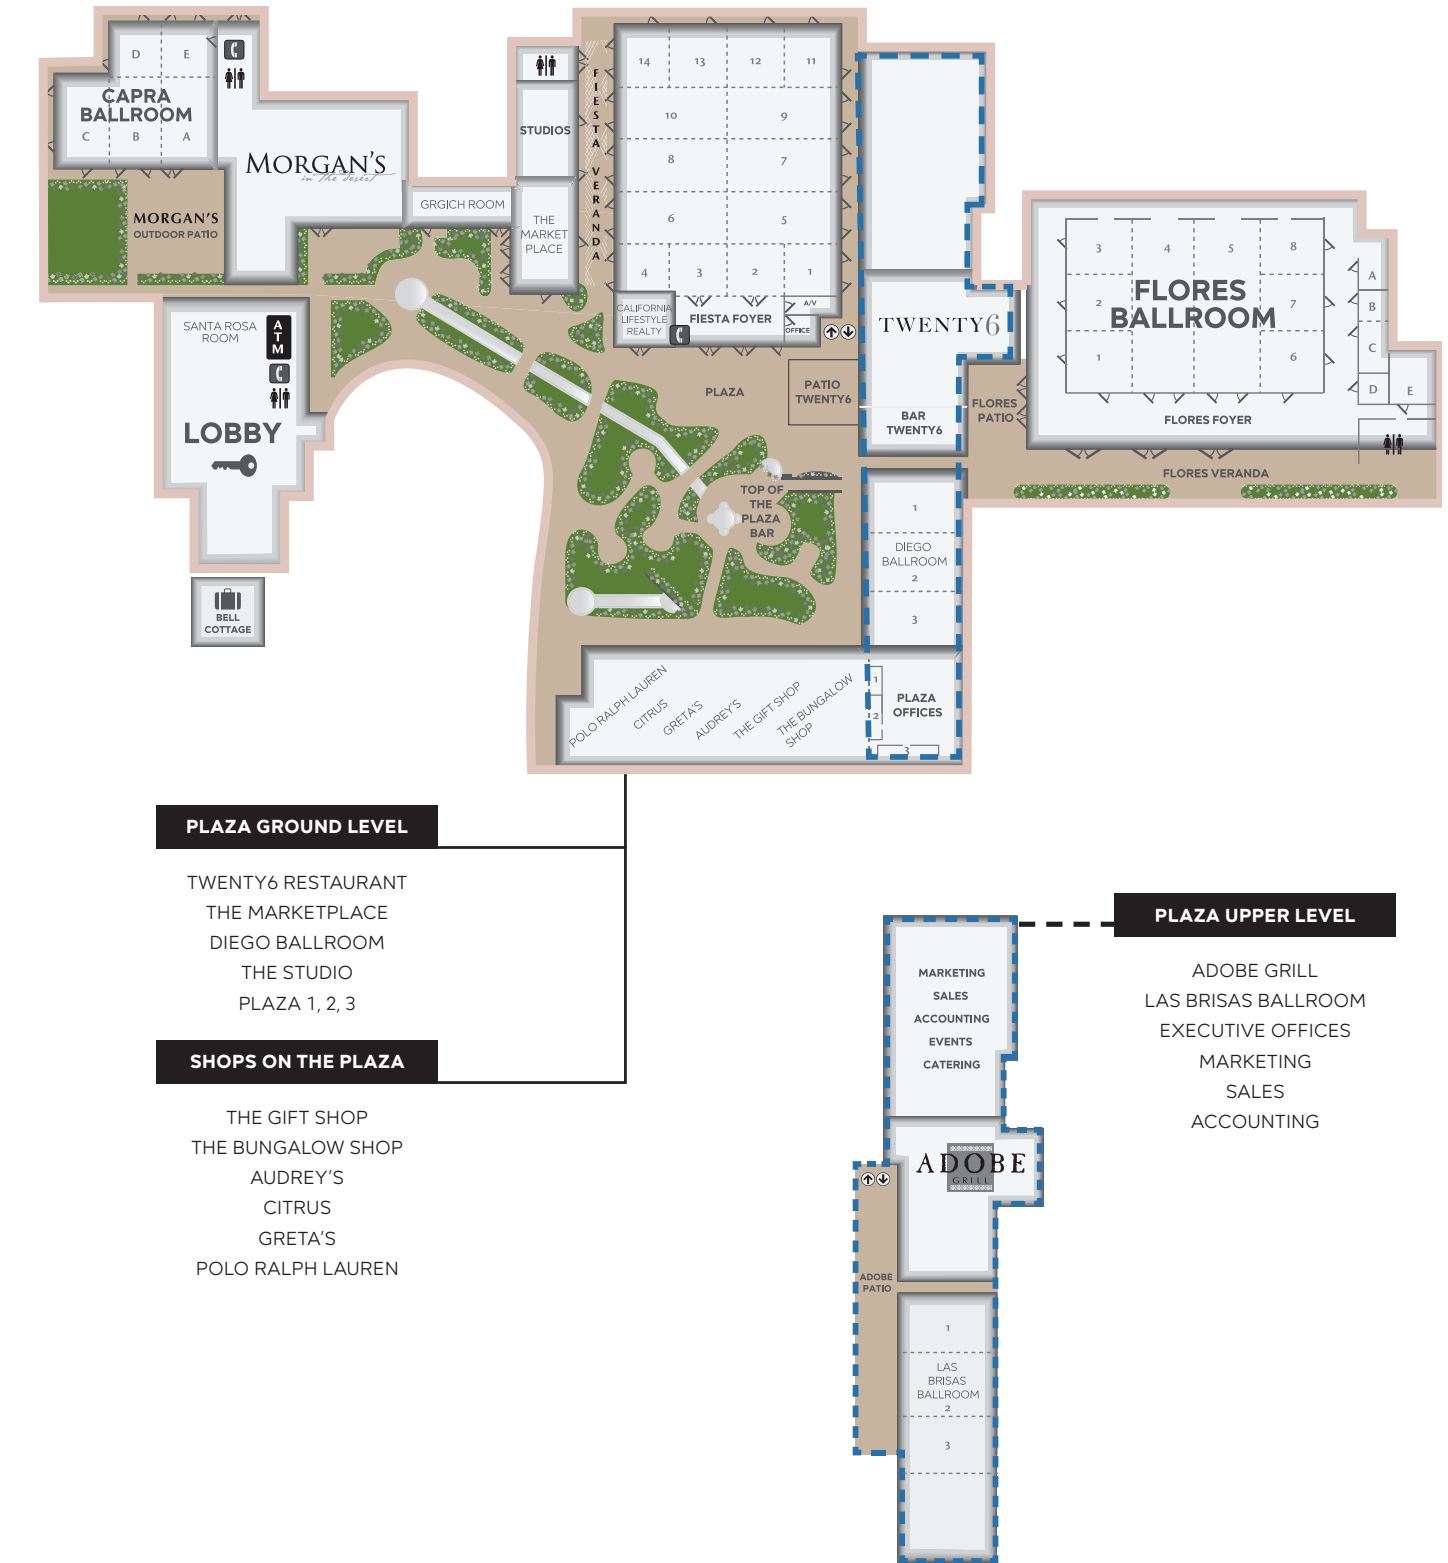 D
E
CAPRA
BALLROOM
C
B
A
MORGAN'S
in the desert
MORGAN'S
OUTDOOR PATIO
GRGICH ROOM
STUDIOS
THE
MARKET
PLACE
FIESTA VERANDA
14
13
12
11
10
9
8
7
6
5
4
3
2
1
CALIFORNIA
LIFESTYLE
REALTY
FIESTA FOYER
A/V
OFFICE
SANTA ROSA
ROOM
ATM
LOBBY
BELL
COTTAGE
PLAZA
PATIO
TWENTY6
TWENTY6
BAR
TWENTY6
FLORES
PATIO
3
4
5
8
FLORES
BALLROOM
2
7
1
6
A
B
C
D
E
FLORES FOYER
FLORES VERANDA
TOP OF
THE
PLAZA
BAR
1
DIEGO
BALLROOM
2
3
POLO RALPH LAUREN
CITRUS
GRETA'S
AUDREY'S
THE GIFT SHOP
THE BUNGALOW
SHOP
1
2
3
PLAZA
OFFICES
PLAZA GROUND LEVEL
TWENTY6 RESTAURANT
THE MARKETPLACE
DIEGO BALLROOM
THE STUDIO
PLAZA 1, 2, 3
SHOPS ON THE PLAZA
THE GIFT SHOP
THE BUNGALOW SHOP
AUDREY'S
CITRUS
GRETA'S
POLO RALPH LAUREN
PLAZA UPPER LEVEL
ADOBE GRILL
LAS BRISAS BALLROOM
EXECUTIVE OFFICES
MARKETING
SALES
ACCOUNTING
MARKETING
SALES
ACCOUNTING
EVENTS
CATERING
ADOBE
GRILL
ADOBE
PATIO
1
LAS
BRISAS
BALLROOM
2
3